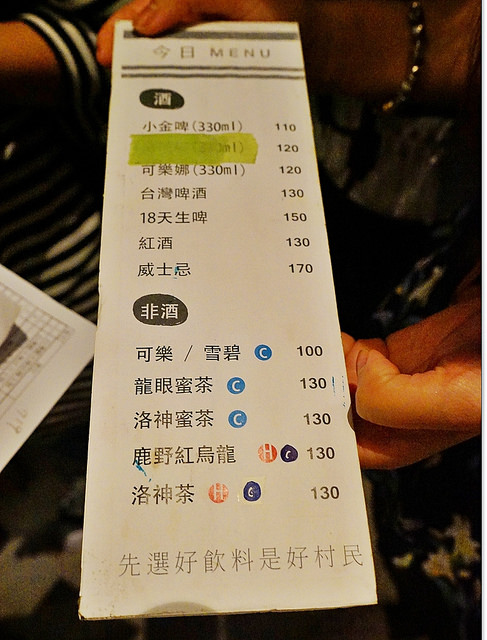 今日 MENU
酒
小金啤(330ml) 110
120
可樂娜(330ml) 120
台灣啤酒 130
18天生啤 150
紅酒 130
威士忌 170
非酒
可樂 / 雪碧 C 100
龍眼蜜茶 C 130
洛神蜜茶 C 130
鹿野紅烏龍 H C 130
洛神茶 H C 130
先選好飲料是好村民